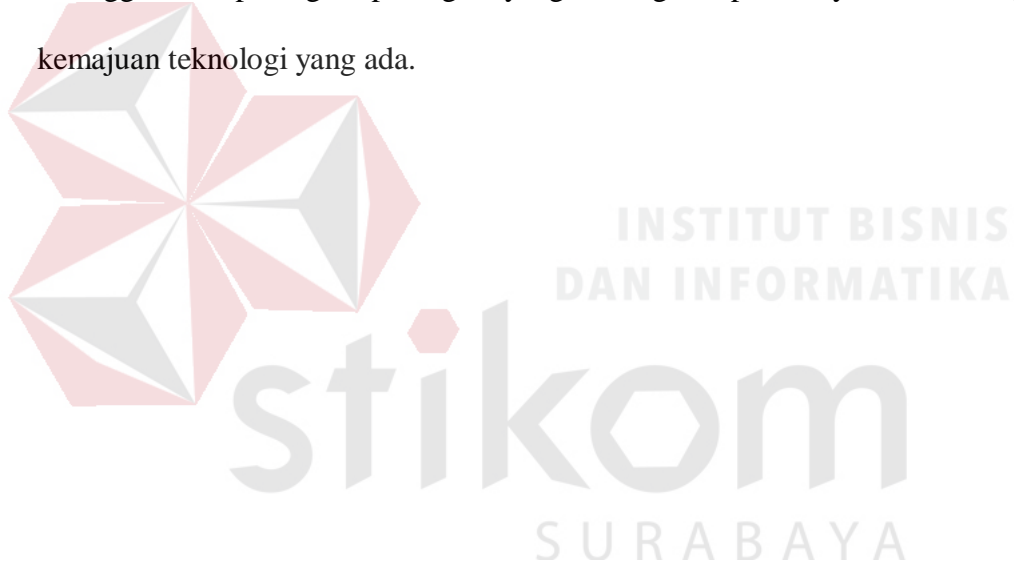 kemajuan teknologi yang ada.
INSTITUT BISNIS
DAN INFORMATIKA
stikom
SURABAYA